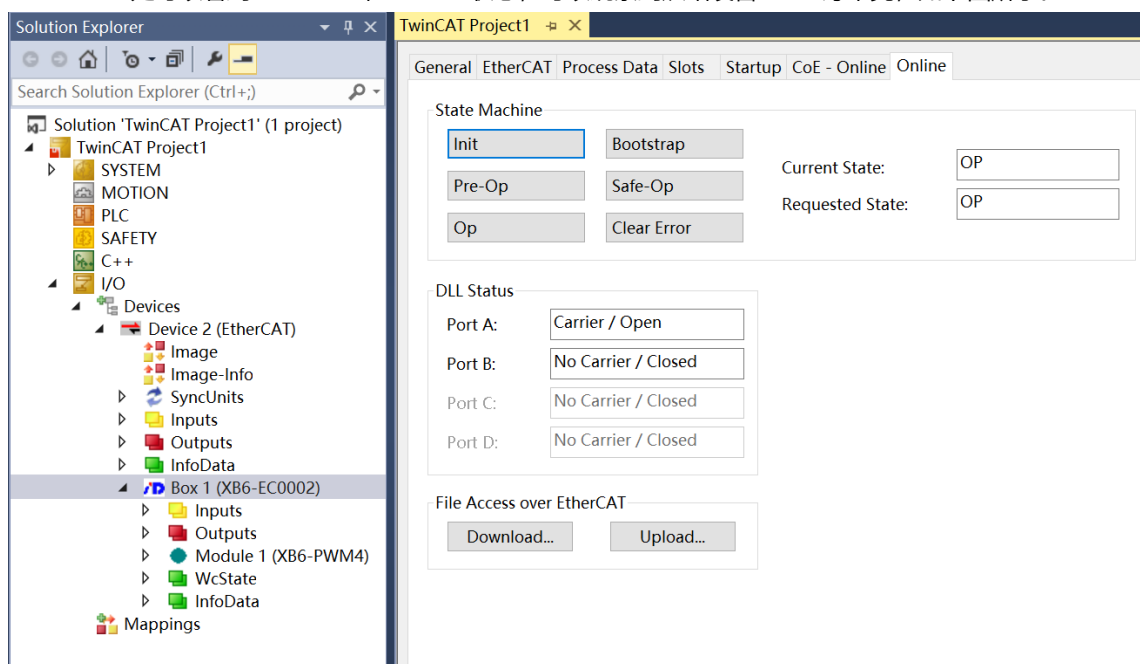 Solution Explorer
Search Solution Explorer (Ctrl+;)
Solution 'TwinCAT Project1' (1 project)
TwinCAT Project1
SYSTEM
MOTION
PLC
SAFETY
C++
I/O
Devices
Device 2 (EtherCAT)
Image
Image-Info
SyncUnits
Inputs
Outputs
InfoData
Box 1 (XB6-EC0002)
Inputs
Outputs
Module 1 (XB6-PWM4)
WcState
InfoData
Mappings
TwinCAT Project1
General EtherCAT Process Data Slots Startup CoE - Online Online
State Machine
Init Bootstrap
Pre-Op Safe-Op
Op Clear Error
Current State: OP
Requested State: OP
DLL Status
Port A: Carrier / Open
Port B: No Carrier / Closed
Port C: No Carrier / Closed
Port D: No Carrier / Closed
File Access over EtherCAT
Download... Upload...